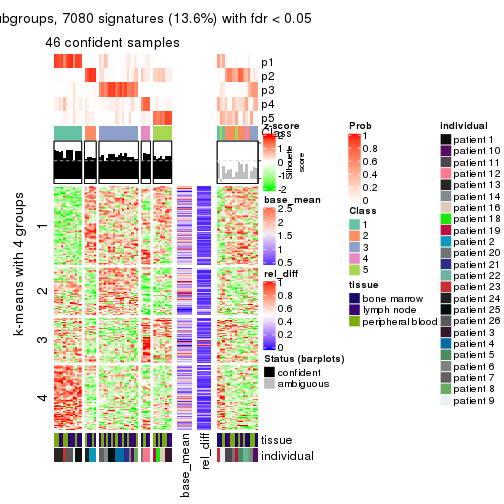 ubgroups, 7080 signatures (13.6%) with fdr < 0.05
46 confident samples
p1
p2
p3
p4
p5
Class
z-score
2
-2
Silhouette
score
base_mean
2.5
2
1.5
1
0.5
rel_diff
1
0.8
0.6
0.4
0.2
0
Status (barplots)
confident
ambiguous
Prob
1
0.8
0.6
0.4
0.2
0
Class
1
2
3
4
5
tissue
bone marrow
lymph node
peripheral blood
individual
patient 1
patient 10
patient 11
patient 12
patient 13
patient 14
patient 16
patient 18
patient 19
patient 2
patient 20
patient 21
patient 22
patient 23
patient 24
patient 25
patient 26
patient 3
patient 4
patient 5
patient 6
patient 7
patient 8
patient 9
k-means with 4 groups
1
2
3
4
tissue
individual
base_mean
rel_diff